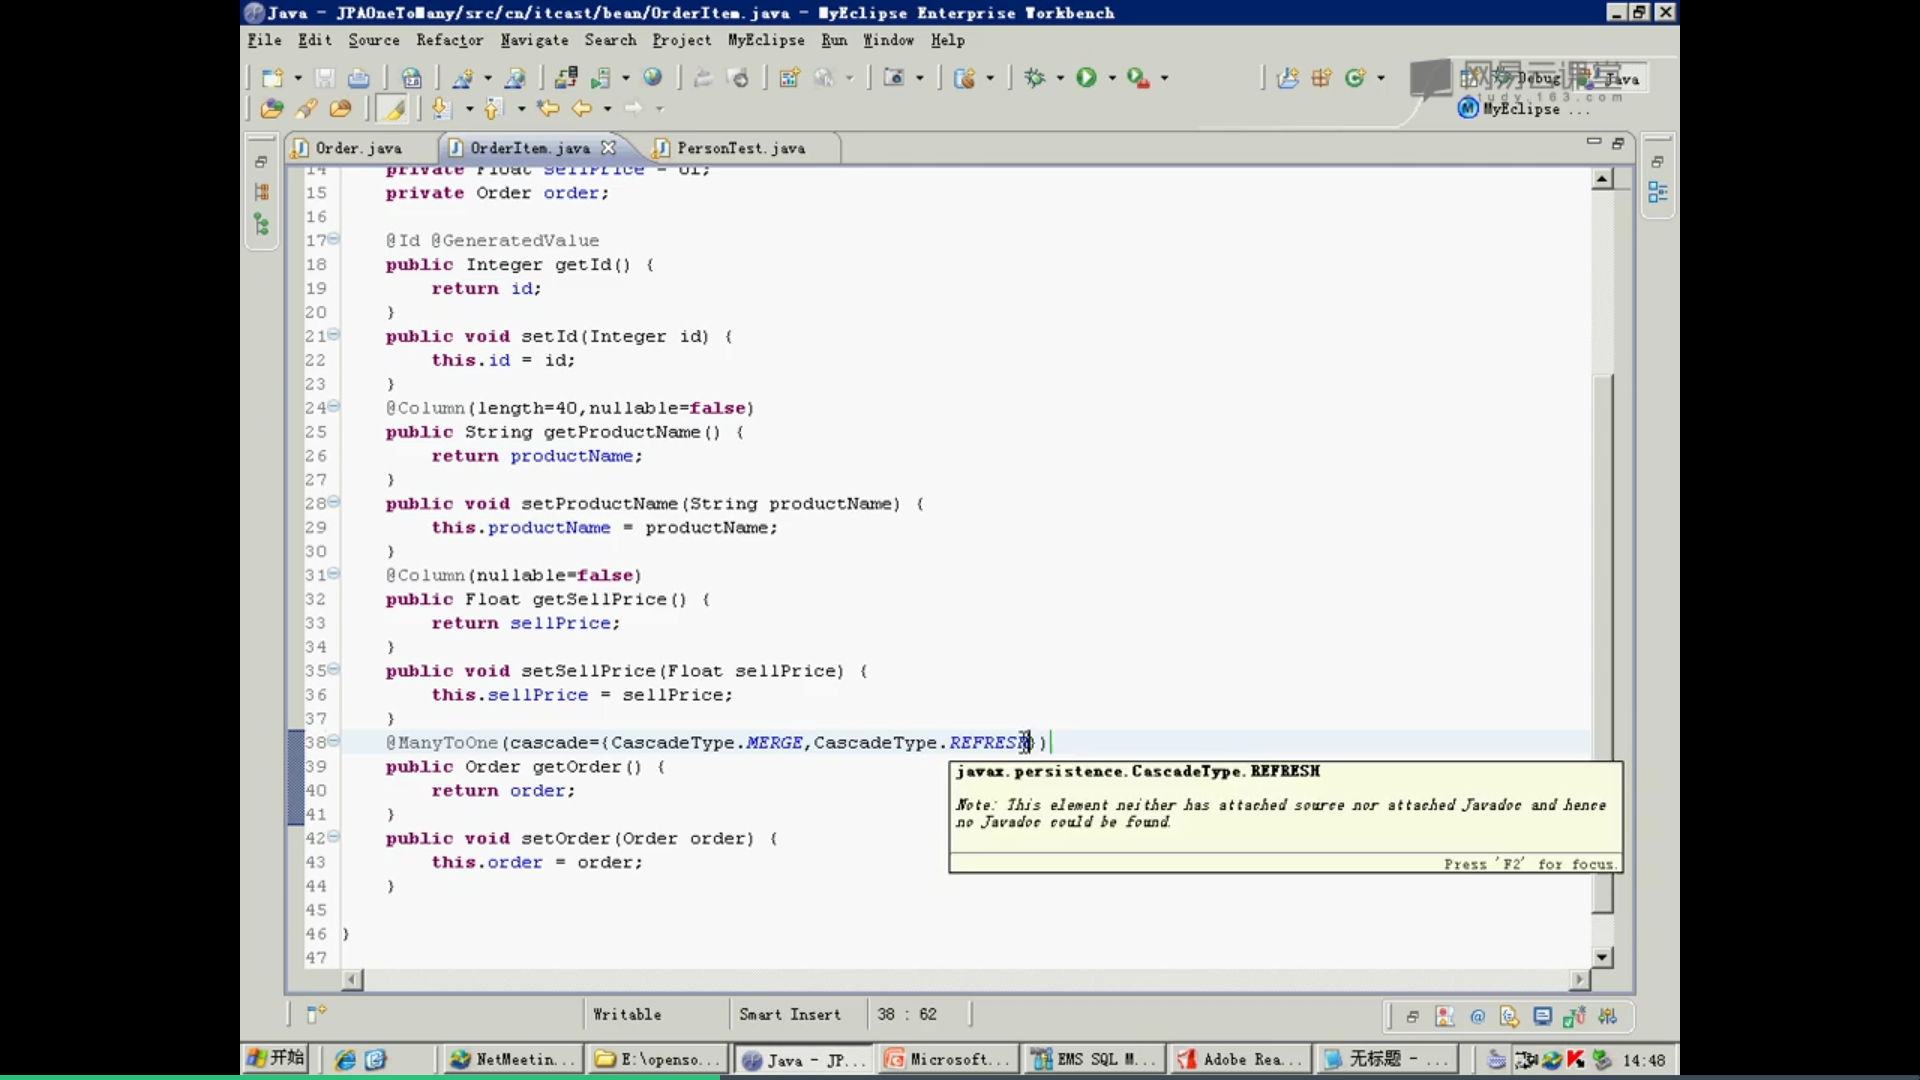 Java - JPAOneToMany/src/cn/itcast/bean/OrderItem.java - MyEclipse Enterprise Workbench
File Edit Source Refactor Navigate Search Project MyEclipse Run Window Help
网易云课堂
Debug Java
study.163.com
MyEclipse ...
Order.java OrderItem.java PersonTest.java
14 private Float sellPrice = 0f;
15 private Order order;
16
17 @Id @GeneratedValue
18 public Integer getId() {
19 return id;
20 }
21 public void setId(Integer id) {
22 this.id = id;
23 }
24 @Column(length=40,nullable=false)
25 public String getProductName() {
26 return productName;
27 }
28 public void setProductName(String productName) {
29 this.productName = productName;
30 }
31 @Column(nullable=false)
32 public Float getSellPrice() {
33 return sellPrice;
34 }
35 public void setSellPrice(Float sellPrice) {
36 this.sellPrice = sellPrice;
37 }
38 @ManyToOne(cascade={CascadeType.MERGE,CascadeType.REFRESH})
39 public Order getOrder() {
40 return order;
41 }
42 public void setOrder(Order order) {
43 this.order = order;
44 }
45
46 }
47
javax.persistence.CascadeType.REFRESH
Note: This element neither has attached source nor attached Javadoc and hence
no Javadoc could be found.
Press 'F2' for focus.
Writable Smart Insert 38 : 62
开始 NetMeetin... E:\openso... Java - JP... Microsoft... EMS SQL M... Adobe Rea... 无标题 - ... 14:48